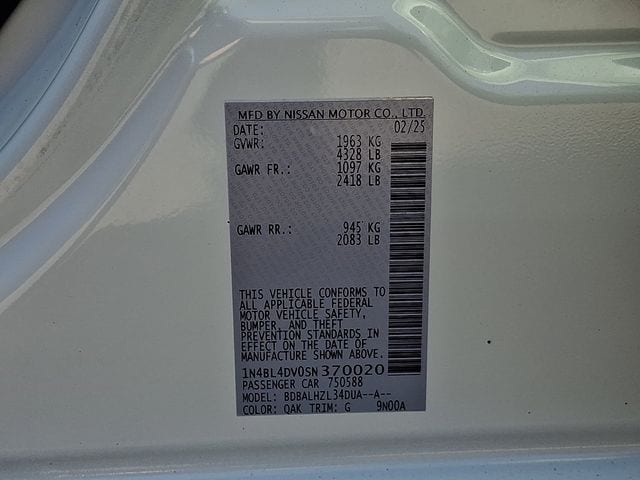 MFD BY NISSAN MOTOR CO., LTD.
DATE: 02/25
GVWR: 1963 KG
4328 LB
GAWR FR.: 1097 KG
2418 LB
GAWR RR.: 945 KG
2083 LB
THIS VEHICLE CONFORMS TO
ALL APPLICABLE FEDERAL
MOTOR VEHICLE SAFETY,
BUMPER, AND THEFT
PREVENTION STANDARDS IN
EFFECT ON THE DATE OF
MANUFACTURE SHOWN ABOVE.
1N4BL4DV0SN370020
PASSENGER CAR 750588
MODEL: BDBALHZL34DUA--A--
COLOR: QAK TRIM: G 9N00A